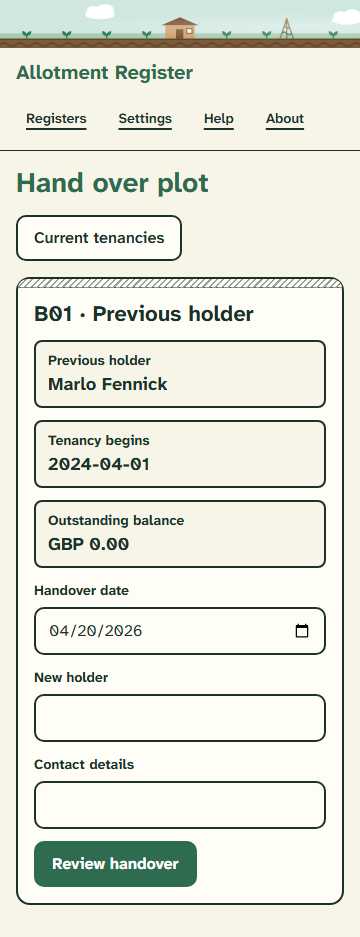 Allotment Register
Registers Settings Help About
Hand over plot
Current tenancies
B01 · Previous holder
Previous holder
Marlo Fennick
Tenancy begins
2024-04-01
Outstanding balance
GBP 0.00
Handover date
04/20/2026
New holder
Contact details
Review handover